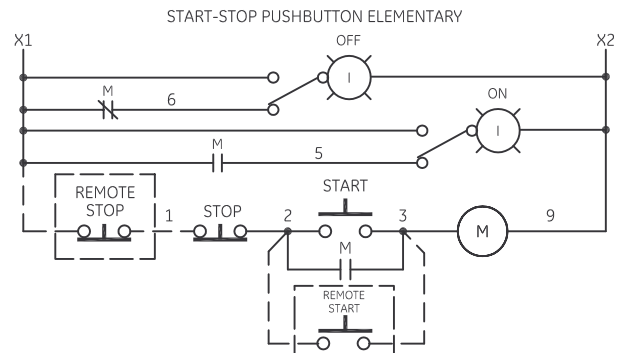 START-STOP PUSHBUTTON ELEMENTARY
X1
OFF
X2
I
M
6
ON
I
M
5
REMOTE
STOP
1
STOP
2
START
3
M
9
M
REMOTE
START